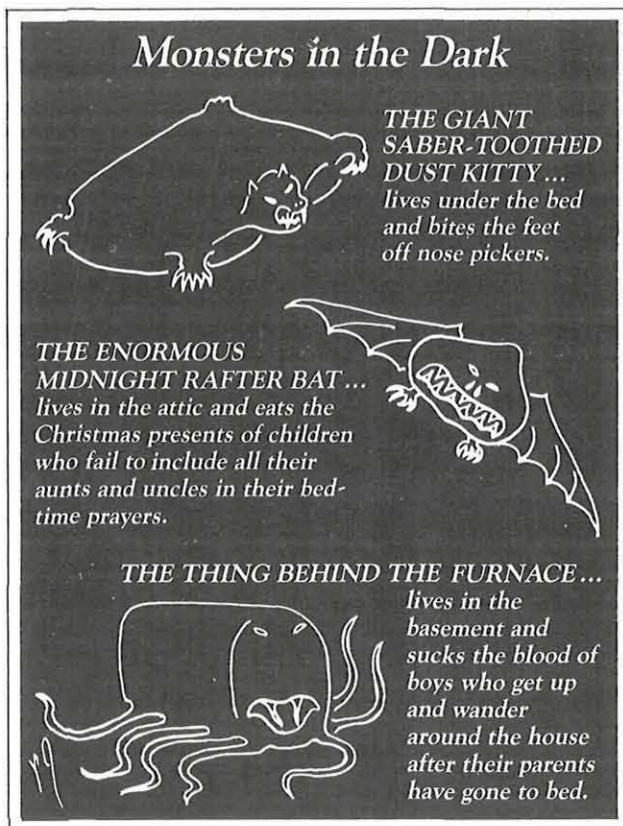 Monsters in the Dark
THE GIANT
SABER-TOOTHED
DUST KITTY...
lives under the bed
and bites the feet
off nose pickers.
THE ENORMOUS
MIDNIGHT RAFTER BAT...
lives in the attic and eats the
Christmas presents of children
who fail to include all their
aunts and uncles in their bed-
time prayers.
THE THING BEHIND THE FURNACE...
lives in the
basement and
sucks the blood of
boys who get up
and wander
around the house
after their parents
have gone to bed.